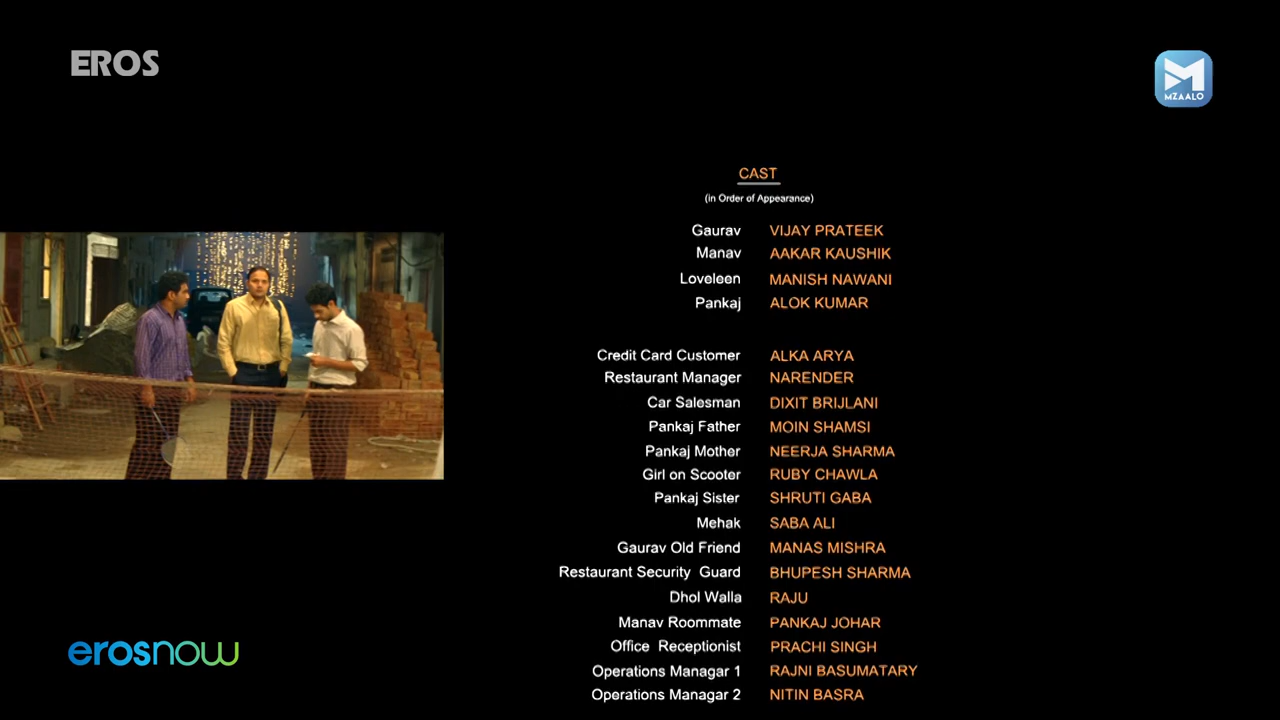 EROS
MZAALO
CAST
(in Order of Appearance)
Gaurav VIJAY PRATEEK
Manav AAKAR KAUSHIK
Loveleen MANISH NAWANI
Pankaj ALOK KUMAR
Credit Card Customer ALKA ARYA
Restaurant Manager NARENDER
Car Salesman DIXIT BRIJLANI
Pankaj Father MOIN SHAMSI
Pankaj Mother NEERJA SHARMA
Girl on Scooter RUBY CHAWLA
Pankaj Sister SHRUTI GABA
Mehak SABA ALI
Gaurav Old Friend MANAS MISHRA
Restaurant Security Guard BHUPESH SHARMA
Dhol Walla RAJU
Manav Roommate PANKAJ JOHAR
Office Receptionist PRACHI SINGH
Operations Managar 1 RAJNI BASUMATARY
Operations Managar 2 NITIN BASRA
erosnow